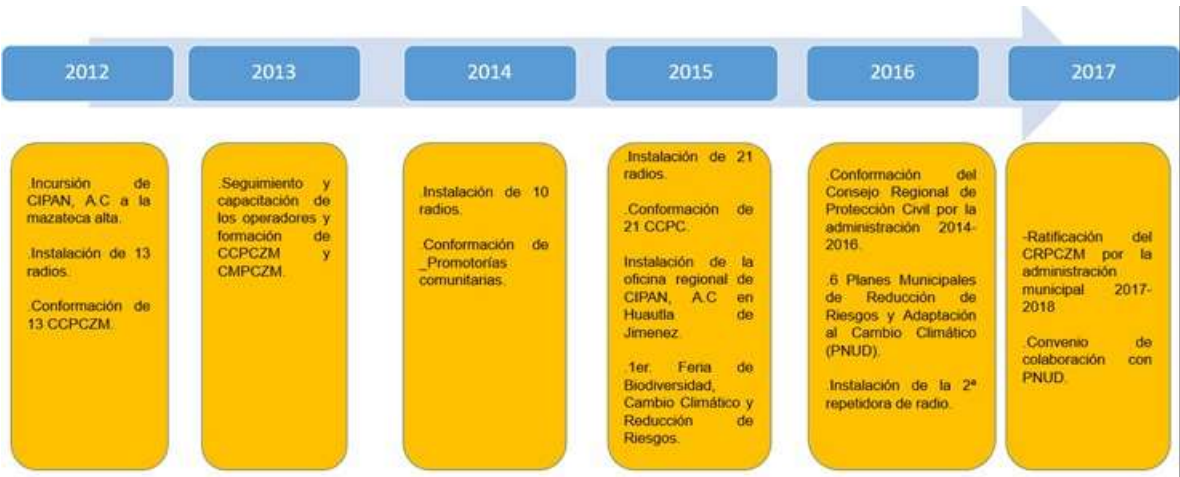 2012
2013
2014
2015
2016
2017
.Incursión de
CIPAN, A.C a la
mazateca alta.
.Instalación de 13
radios.
.Conformación de
13 CCPCZM.
.Seguimiento y
capacitación de
los operadores y
formación de
CCPCZM y
CMPCZM.
.Instalación de 10
radios.
.Conformación de
_Promotorías
comunitarias.
.Instalación de 21
radios.
.Conformación de
21 CCPC.
Instalación de la
oficina regional de
CIPAN, A.C en
Huautla de
Jimenez.
.1er. Feria de
Biodiversidad,
Cambio Climático y
Reducción de
Riesgos.
.Conformación del
Consejo Regional de
Protección Civil por la
administración 2014-
2016.
.6 Planes Municipales
de Reducción de
Riesgos y Adaptación
al Cambio Climático
(PNUD).
.Instalación de la 2ª
repetidora de radio.
-Ratificación del
CRPCZM por la
administración
municipal 2017-
2018
.Convenio de
colaboración con
PNUD.